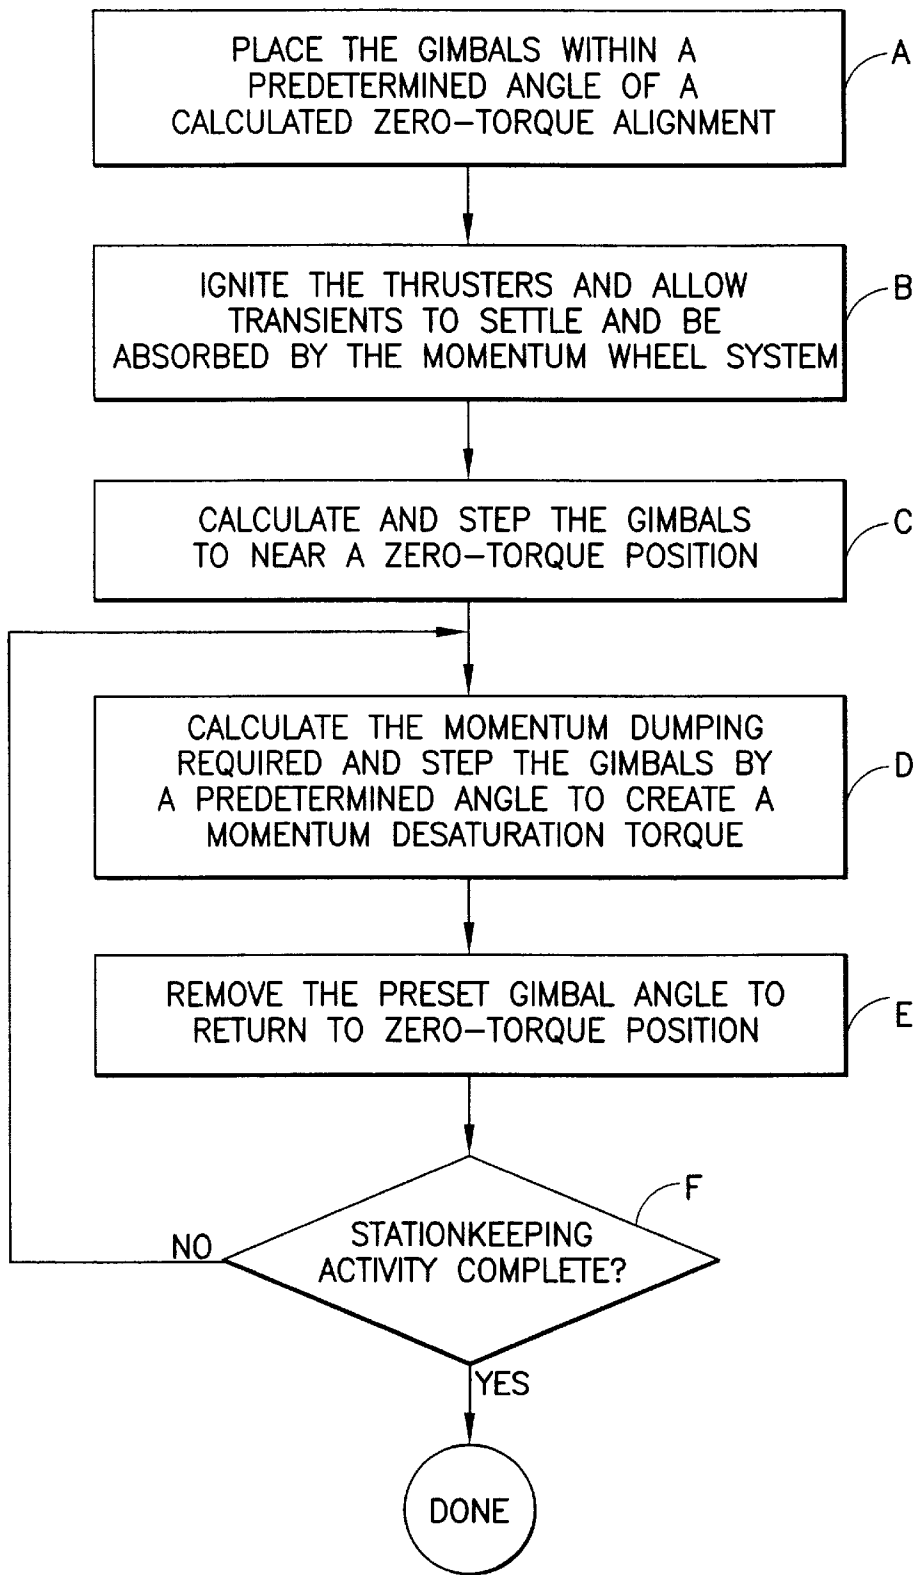 PLACE THE GIMBALS WITHIN A
PREDETERMINED ANGLE OF A
CALCULATED ZERO-TORQUE ALIGNMENT
A
IGNITE THE THRUSTERS AND ALLOW
TRANSIENTS TO SETTLE AND BE
ABSORBED BY THE MOMENTUM WHEEL SYSTEM
B
CALCULATE AND STEP THE GIMBALS
TO NEAR A ZERO-TORQUE POSITION
C
CALCULATE THE MOMENTUM DUMPING
REQUIRED AND STEP THE GIMBALS BY
A PREDETERMINED ANGLE TO CREATE A
MOMENTUM DESATURATION TORQUE
D
REMOVE THE PRESET GIMBAL ANGLE TO
RETURN TO ZERO-TORQUE POSITION
E
F
STATIONKEEPING
ACTIVITY COMPLETE?
NO
YES
DONE